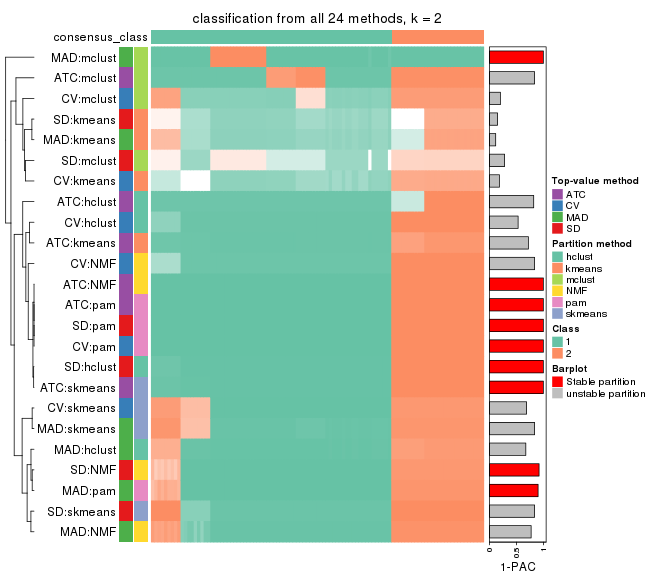 classification from all 24 methods, k = 2
consensus_class
MAD:mclust
ATC:mclust
CV:mclust
SD:kmeans
MAD:kmeans
SD:mclust
CV:kmeans
ATC:hclust
CV:hclust
ATC:kmeans
CV:NMF
ATC:NMF
ATC:pam
SD:pam
CV:pam
SD:hclust
ATC:skmeans
CV:skmeans
MAD:skmeans
MAD:hclust
SD:NMF
MAD:pam
SD:skmeans
MAD:NMF
0
0.5
1
1-PAC
Top-value method
ATC
CV
MAD
SD
Partition method
hclust
kmeans
mclust
NMF
pam
skmeans
Class
1
2
Barplot
Stable partition
unstable partition